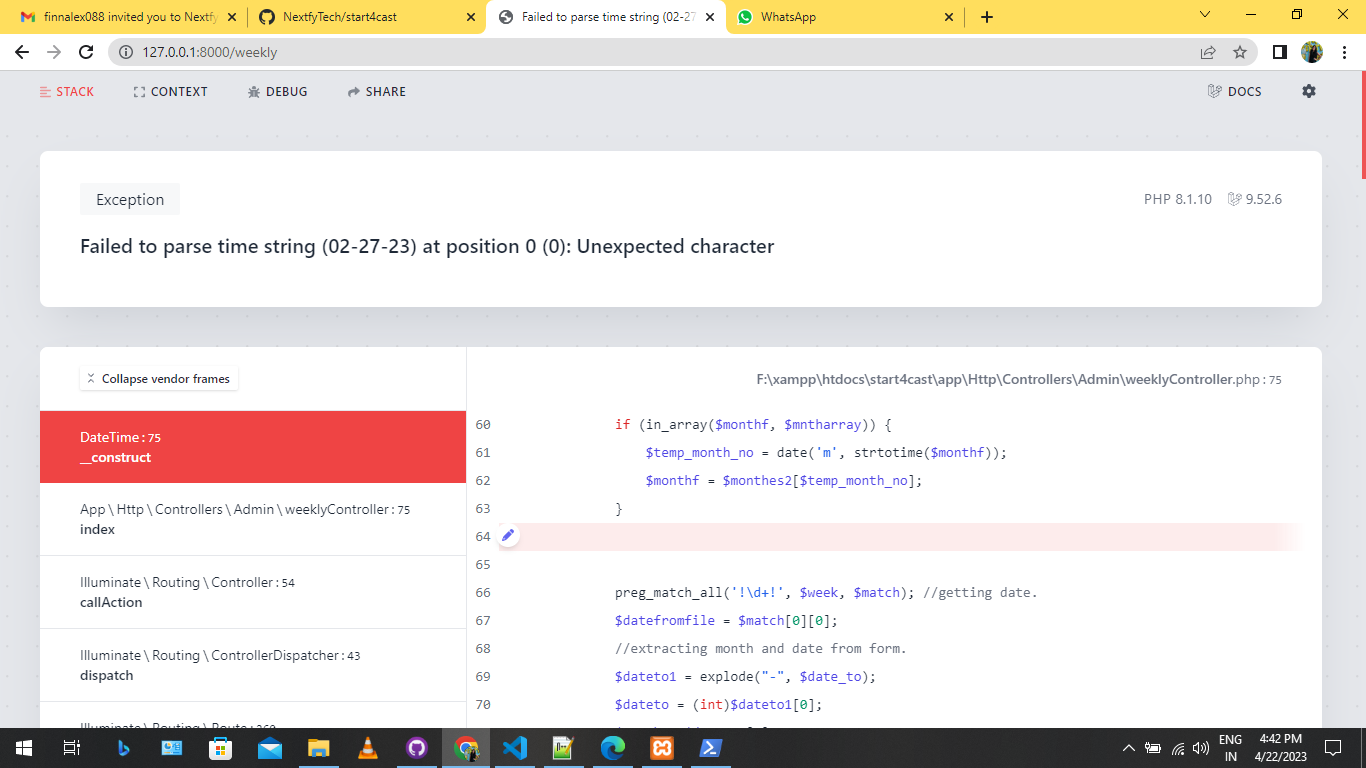 finnalex088 invited you to Nextfy
NextfyTech/start4cast
Failed to parse time string (02-27
WhatsApp
127.0.0.1:8000/weekly
STACK
CONTEXT
DEBUG
SHARE
DOCS
Exception
PHP 8.1.10
9.52.6
Failed to parse time string (02-27-23) at position 0 (0): Unexpected character
Collapse vendor frames
DateTime : 75
__construct
App \ Http \ Controllers \ Admin \ weeklyController : 75
index
Illuminate \ Routing \ Controller : 54
callAction
Illuminate \ Routing \ ControllerDispatcher : 43
dispatch
F:\xampp\htdocs\start4cast\app\Http\Controllers\Admin\weeklyController.php : 75
60 if (in_array($monthf, $mntharray)) {
61 $temp_month_no = date('m', strtotime($monthf));
62 $monthf = $monthes2[$temp_month_no];
63 }
64
65
66 preg_match_all('!\d+!', $week, $match); //getting date.
67 $datefromfile = $match[0][0];
68 //extracting month and date from form.
69 $dateto1 = explode("-", $date_to);
70 $dateto = (int)$dateto1[0];
ENG
IN
4:42 PM
4/22/2023